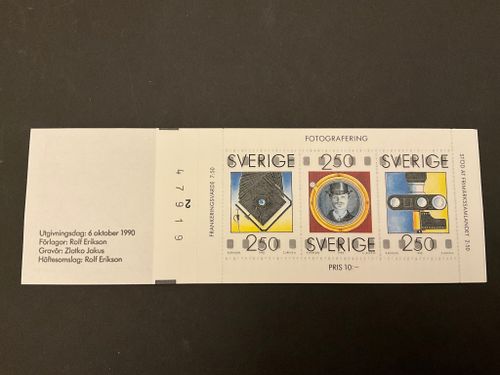 Utgivningsdag: 6 oktober 1990
Förlagor: Rolf Erikson
Gravör: Zlatko Jakus
Häftesomslag: Rolf Erikson
2
47919
FRANKERINGSVÄRDE 7:50
FOTOGRAFERING
SVERIGE
250
250
SVERIGE
SVERIGE
250
PRIS 10:–
STÖD ÅT FRIMÄRKSSAMLANDET 2:50